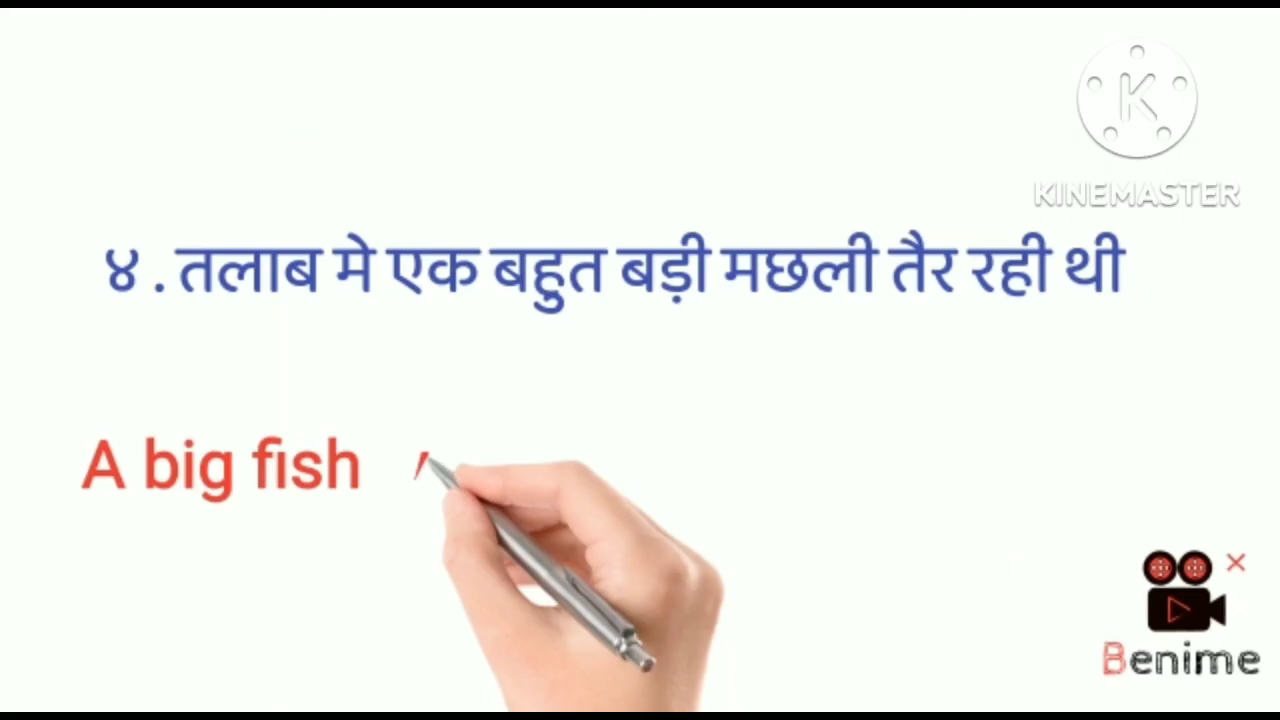 KINEMASTER
४ . तलाब मे एक बहुत बड़ी मछली तैर रही थी
A big fish
Benime